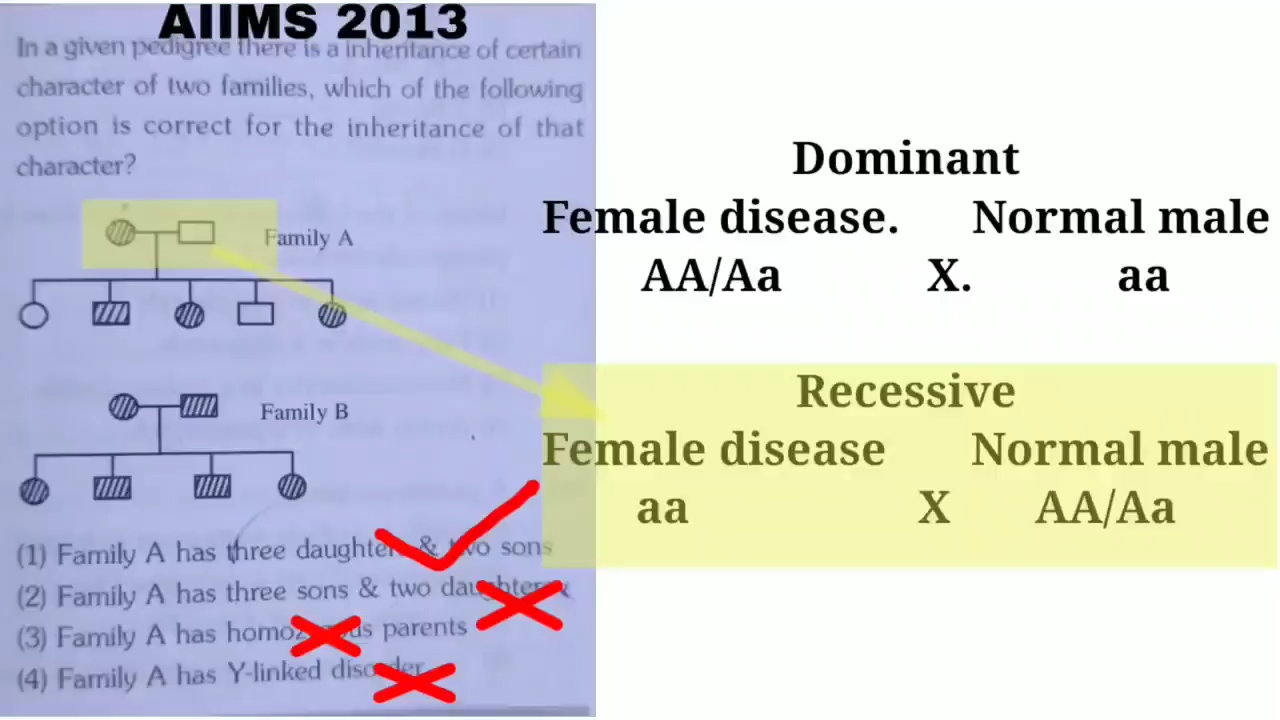 AIIMS 2013
In a given pedigree there is a inheritance of certain
character of two families, which of the following
option is correct for the inheritance of that
character?
Family A
Family B
(1) Family A has three daughters & two sons
(2) Family A has three sons & two daughters
(3) Family A has homozygous parents
(4) Family A has Y-linked disorder
Dominant
Female disease. Normal male
AA/Aa X. aa
Recessive
Female disease Normal male
aa X AA/Aa